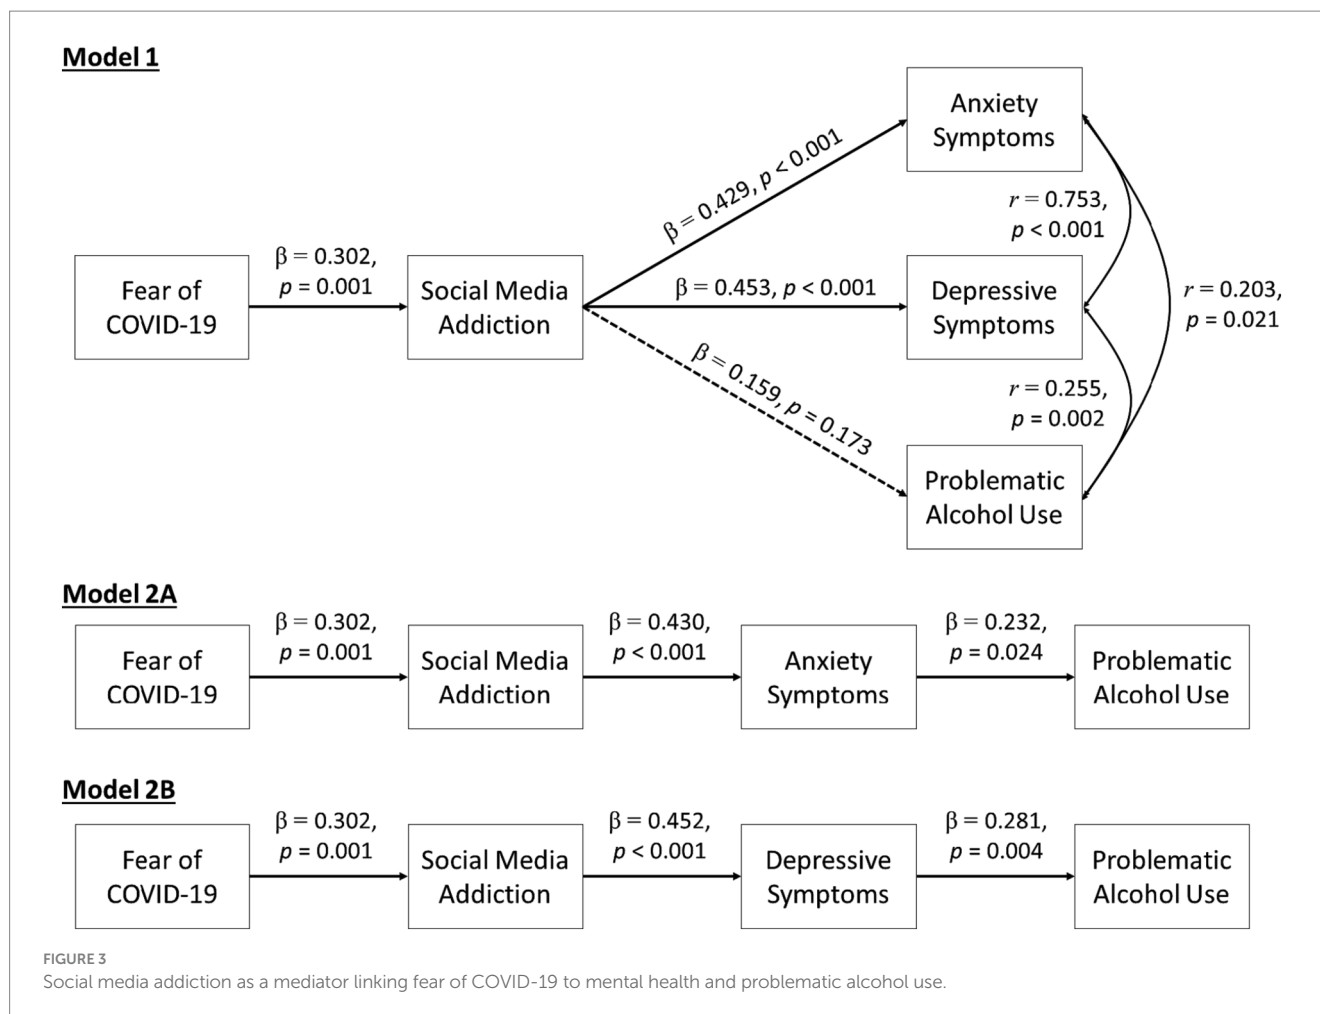 Model 1
Anxiety
Symptoms
β = 0.429, p < 0.001
r = 0.753,
p < 0.001
β = 0.302,
p = 0.001
Fear of
COVID-19
Social Media
Addiction
β = 0.453, p < 0.001
Depressive
Symptoms
r = 0.203,
p = 0.021
β = 0.159, p = 0.173
r = 0.255,
p = 0.002
Problematic
Alcohol Use
Model 2A
β = 0.302,
p = 0.001
β = 0.430,
p < 0.001
β = 0.232,
p = 0.024
Fear of
COVID-19
Social Media
Addiction
Anxiety
Symptoms
Problematic
Alcohol Use
Model 2B
β = 0.302,
p = 0.001
β = 0.452,
p < 0.001
β = 0.281,
p = 0.004
Fear of
COVID-19
Social Media
Addiction
Depressive
Symptoms
Problematic
Alcohol Use
FIGURE 3
Social media addiction as a mediator linking fear of COVID-19 to mental health and problematic alcohol use.